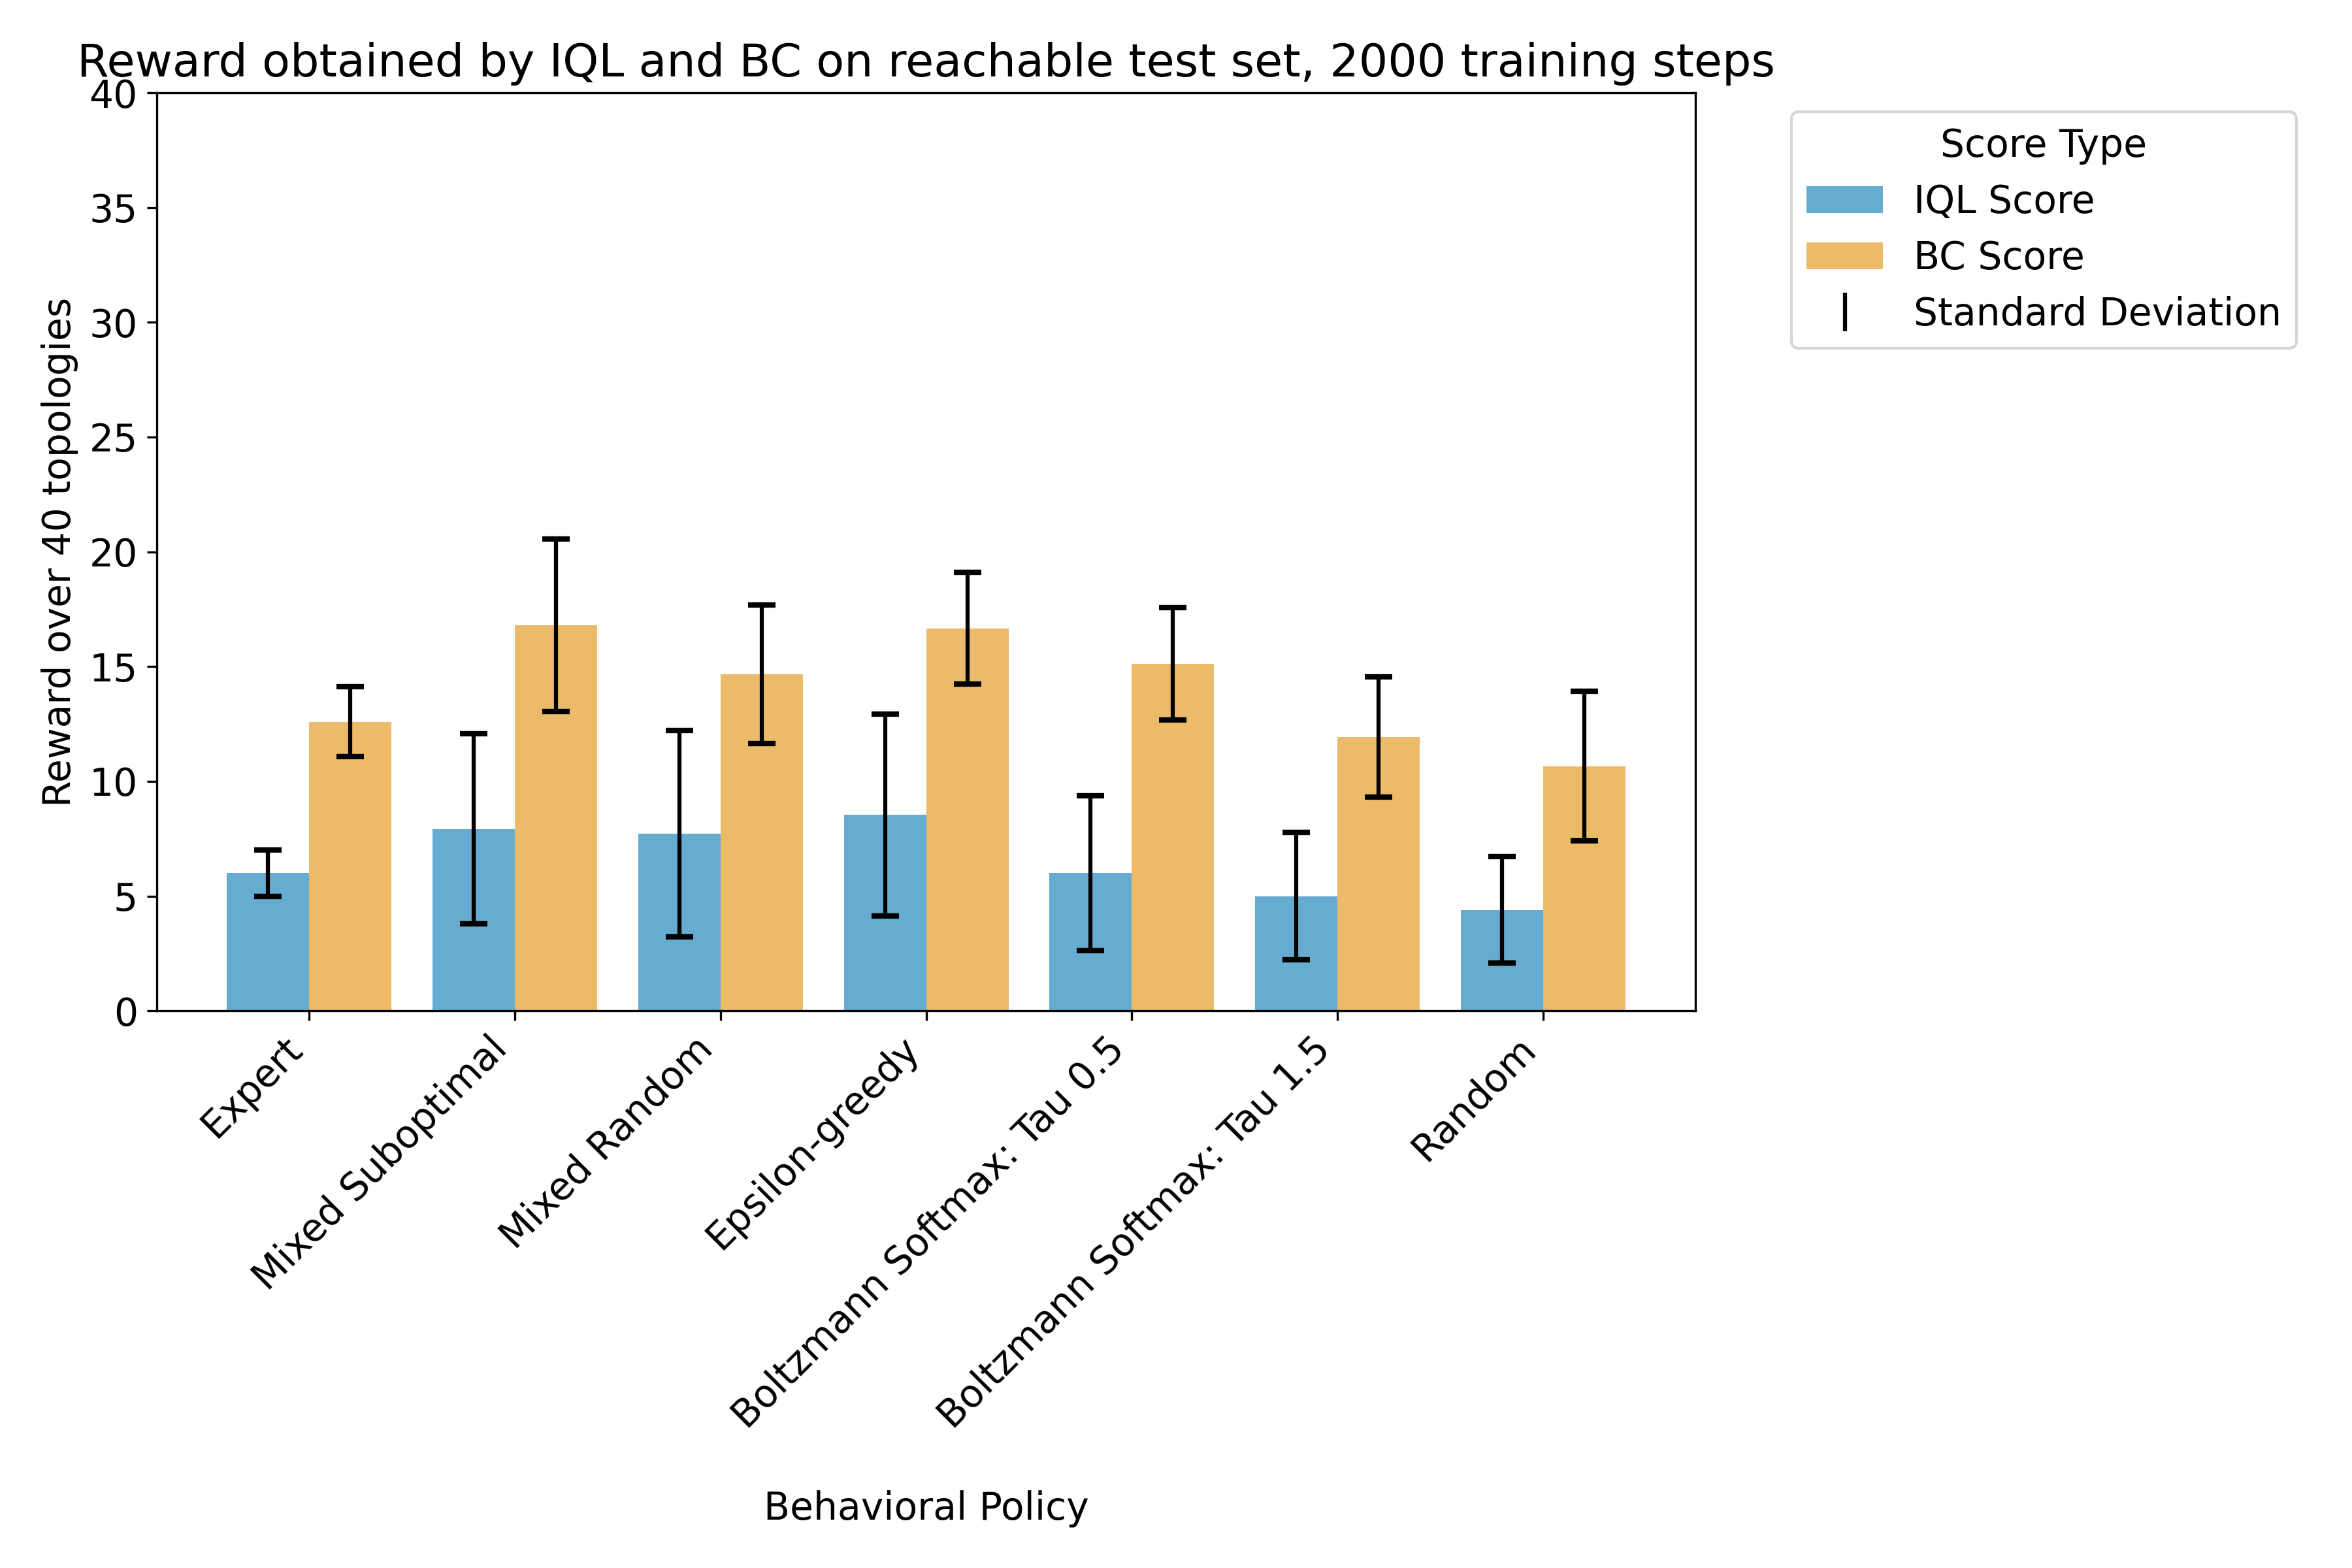 Reward obtained by IQL and BC on reachable test set, 2000 training steps
Reward over 40 topologies
40
35
30
25
20
15
10
5
0
Expert
Mixed Suboptimal
Mixed Random
Epsilon-greedy
Boltzmann Softmax: Tau 0.5
Boltzmann Softmax: Tau 1.5
Random
Behavioral Policy
Score Type
IQL Score
BC Score
Standard Deviation